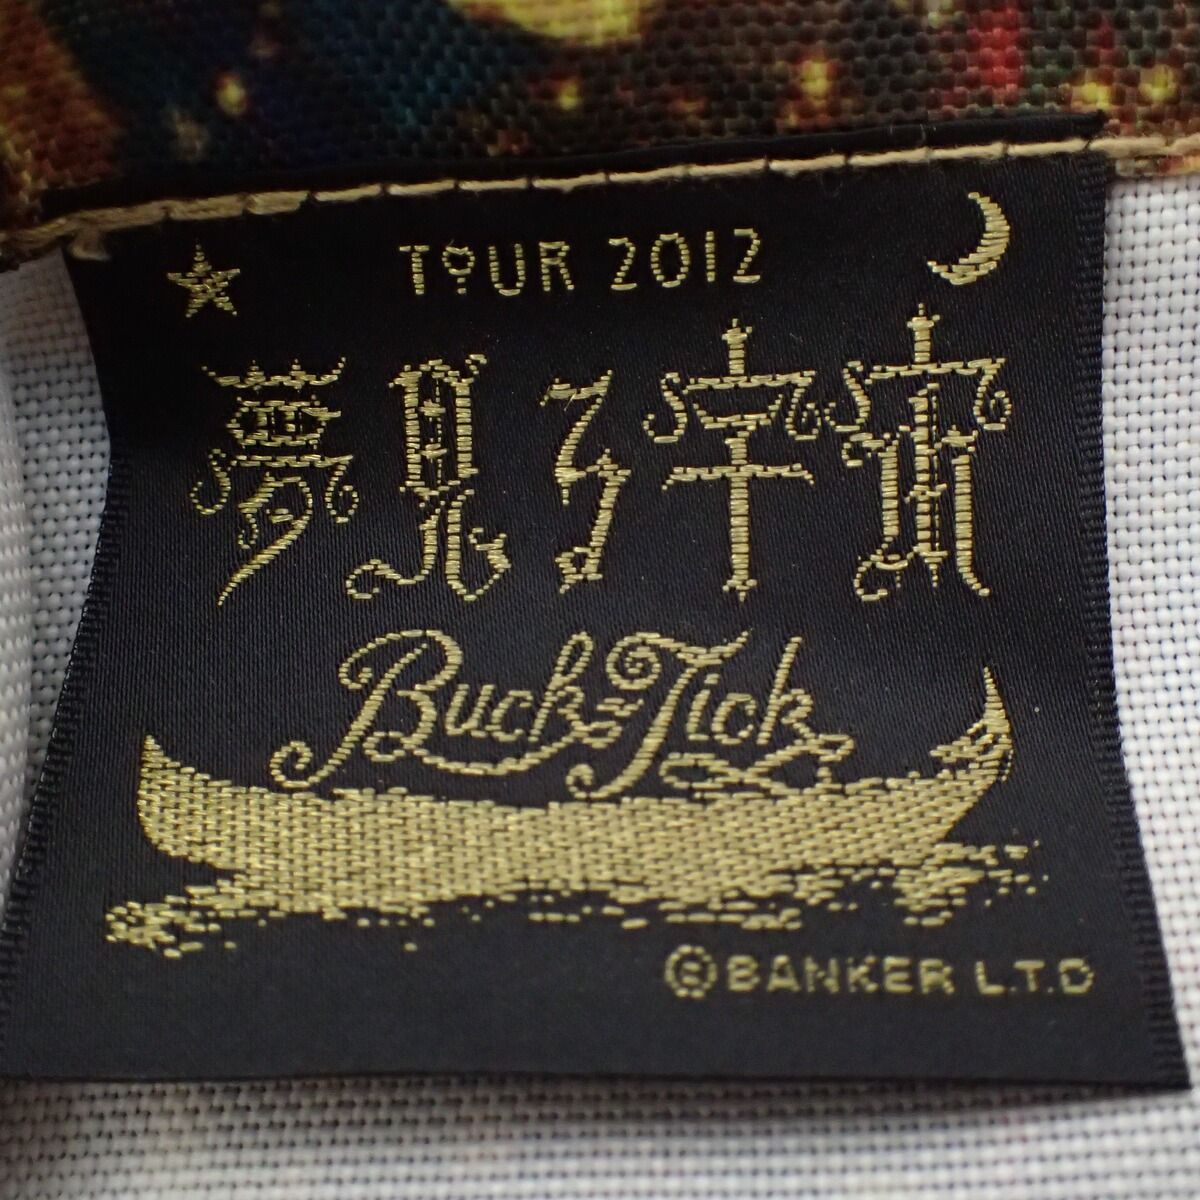 TOUR 2012
夢見る宇宙
Buck-Tick
®BANKER L.T.D